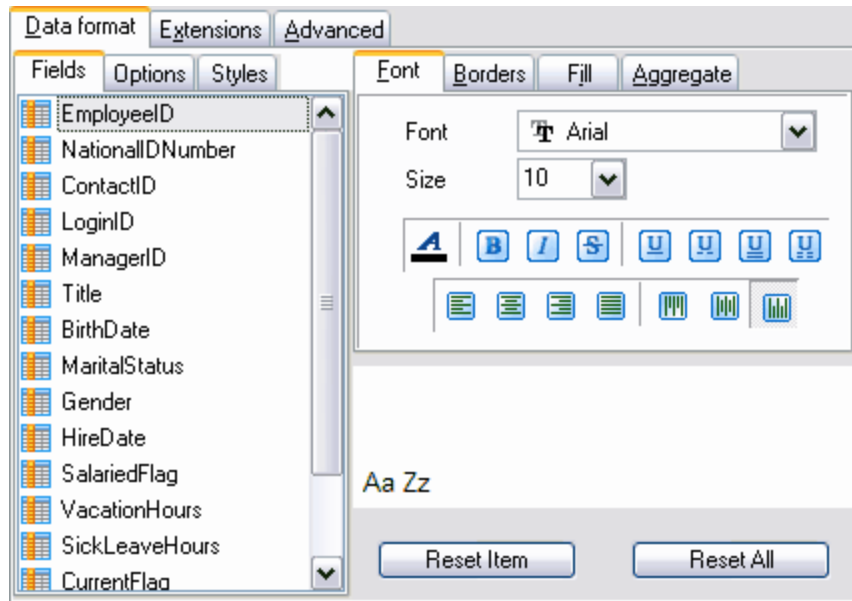 Data format Extensions Advanced
Fields Options Styles
Font Borders Fill Aggregate
EmployeeID
NationalIDNumber
ContactID
LoginID
ManagerID
Title
BirthDate
MaritalStatus
Gender
HireDate
SalariedFlag
VacationHours
SickLeaveHours
CurrentFlag
Font Arial
Size 10
A B I S U U U U
Aa Zz
Reset Item Reset All